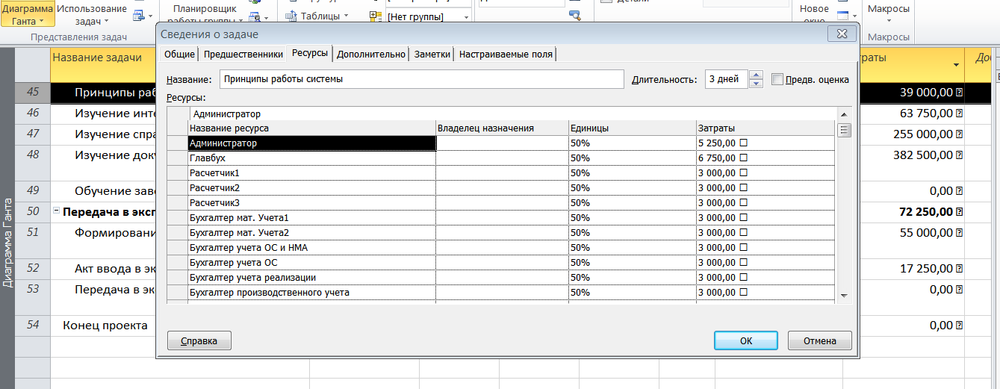 Диаграмма Ганта
Использование задач
Планировщик
Таблицы
[Нет группы]
Новое
Макросы
Представления задач
Макросы
Сведения о задаче
Общие Предшественники Ресурсы Дополнительно Заметки Настраиваемые поля
Название: Принципы работы системы Длительность: 3 дней Предв. оценка
Ресурсы:
Администратор
Название ресурса Владелец назначения Единицы Затраты
Администратор 50% 5 250,00
Главбух 50% 6 750,00
Расчетчик1 50% 3 000,00
Расчетчик2 50% 3 000,00
Расчетчик3 50% 3 000,00
Бухгалтер мат. Учета1 50% 3 000,00
Бухгалтер мат. Учета2 50% 3 000,00
Бухгалтер учета ОС и НМА 50% 3 000,00
Бухгалтер учета ОС 50% 3 000,00
Бухгалтер учета реализации 50% 3 000,00
Бухгалтер производственного учета 50% 3 000,00
Справка ОК Отмена
Название задачи
45 Принципы раб 39 000,00
46 Изучение инте 63 750,00
47 Изучение спра 255 000,00
48 Изучение доку 382 500,00
49 Обучение заве 0,00
50 Передача в эксп 72 250,00
51 Формировани 55 000,00
52 Акт ввода в эк 17 250,00
53 Передача в эк 0,00
54 Конец проекта 0,00
Диаграмма Ганта